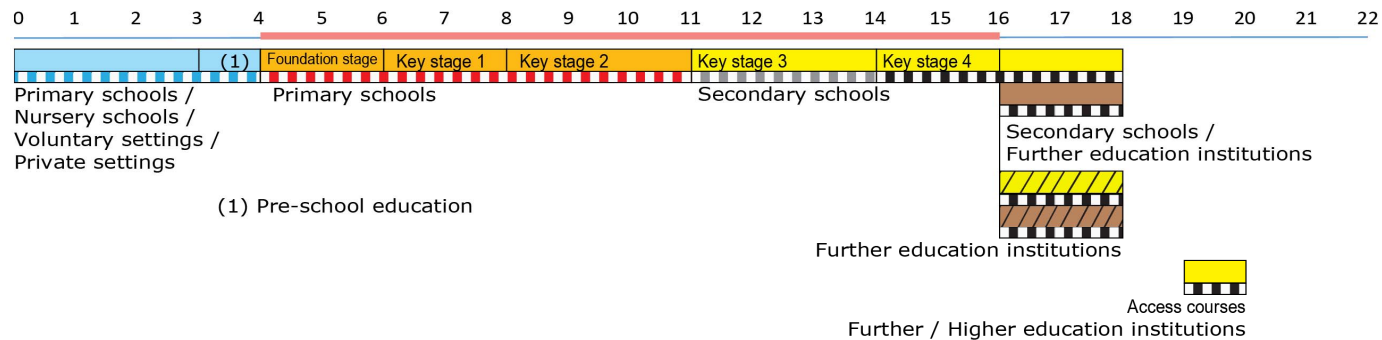 0 1 2 3 4 5 6 7 8 9 10 11 12 13 14 15 16 17 18 19 20 21 22
(1) Foundation stage Key stage 1 Key stage 2 Key stage 3 Key stage 4
Primary schools /
Nursery schools /
Voluntary settings /
Private settings
Primary schools
Secondary schools
Secondary schools /
Further education institutions
(1) Pre-school education
Further education institutions
Access courses
Further / Higher education institutions